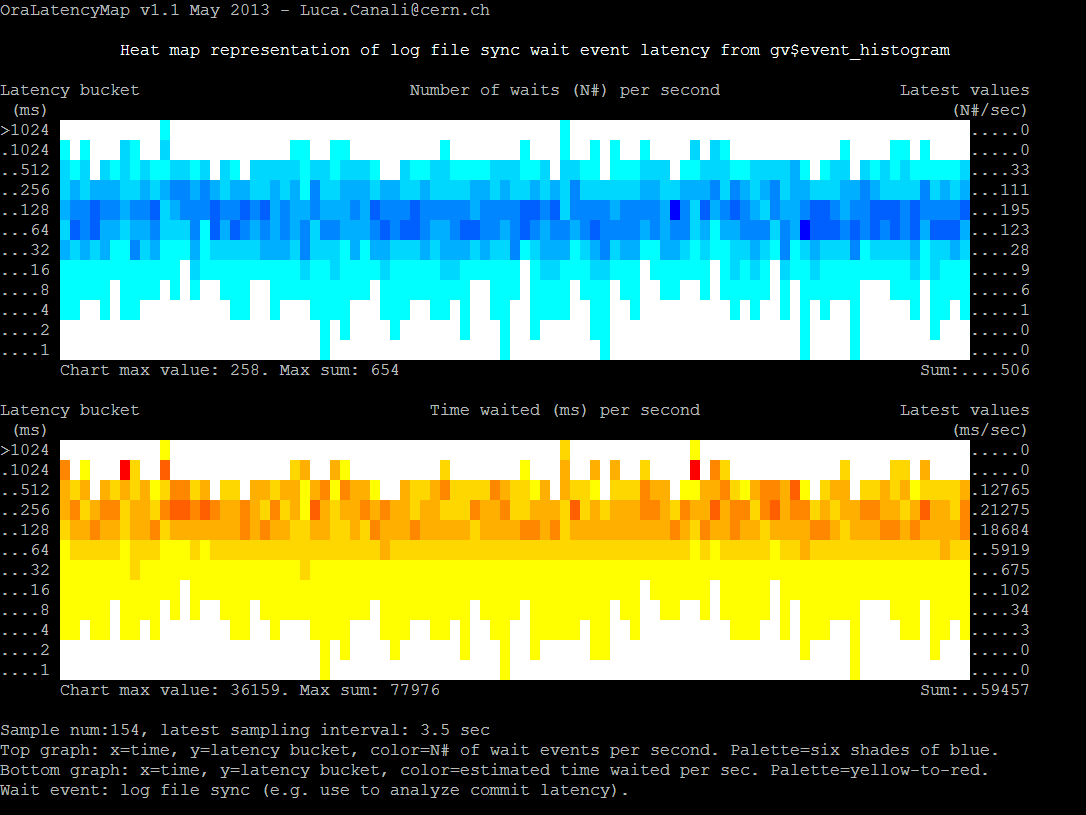 OraLatencyMap v1.1 May 2013 - Luca.Canali@cern.ch
Heat map representation of log file sync wait event latency from gv$event_histogram
Latency bucket Number of waits (N#) per second Latest values
(ms) (N#/sec)
>1024 .....0
.1024 .....0
..512 ....33
..256 ...111
..128 ...195
...64 ...123
...32 ....28
...16 .....9
....8 .....6
....4 .....1
....2 .....0
....1 .....0
Chart max value: 258. Max sum: 654 Sum:....506
Latency bucket Time waited (ms) per second Latest values
(ms) (ms/sec)
>1024 .....0
.1024 .....0
..512 .12765
..256 .21275
..128 .18684
...64 ..5919
...32 ...675
...16 ...102
....8 ....34
....4 .....3
....2 .....0
....1 .....0
Chart max value: 36159. Max sum: 77976 Sum:..59457
Sample num:154, latest sampling interval: 3.5 sec
Top graph: x=time, y=latency bucket, color=N# of wait events per second. Palette=six shades of blue.
Bottom graph: x=time, y=latency bucket, color=estimated time waited per sec. Palette=yellow-to-red.
Wait event: log file sync (e.g. use to analyze commit latency).